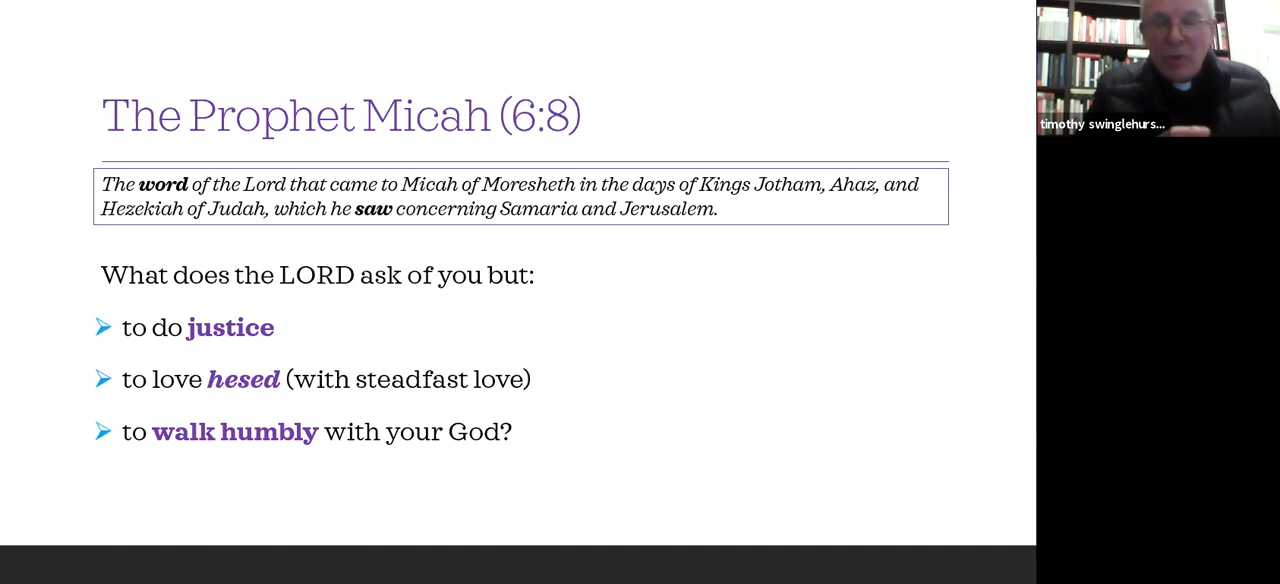 The Prophet Micah (6:8)
The word of the Lord that came to Micah of Moresheth in the days of Kings Jotham, Ahaz, and
Hezekiah of Judah, which he saw concerning Samaria and Jerusalem.
What does the LORD ask of you but:
➢ to do justice
➢ to love hesed (with steadfast love)
➢ to walk humbly with your God?
timothy swinglehurs...